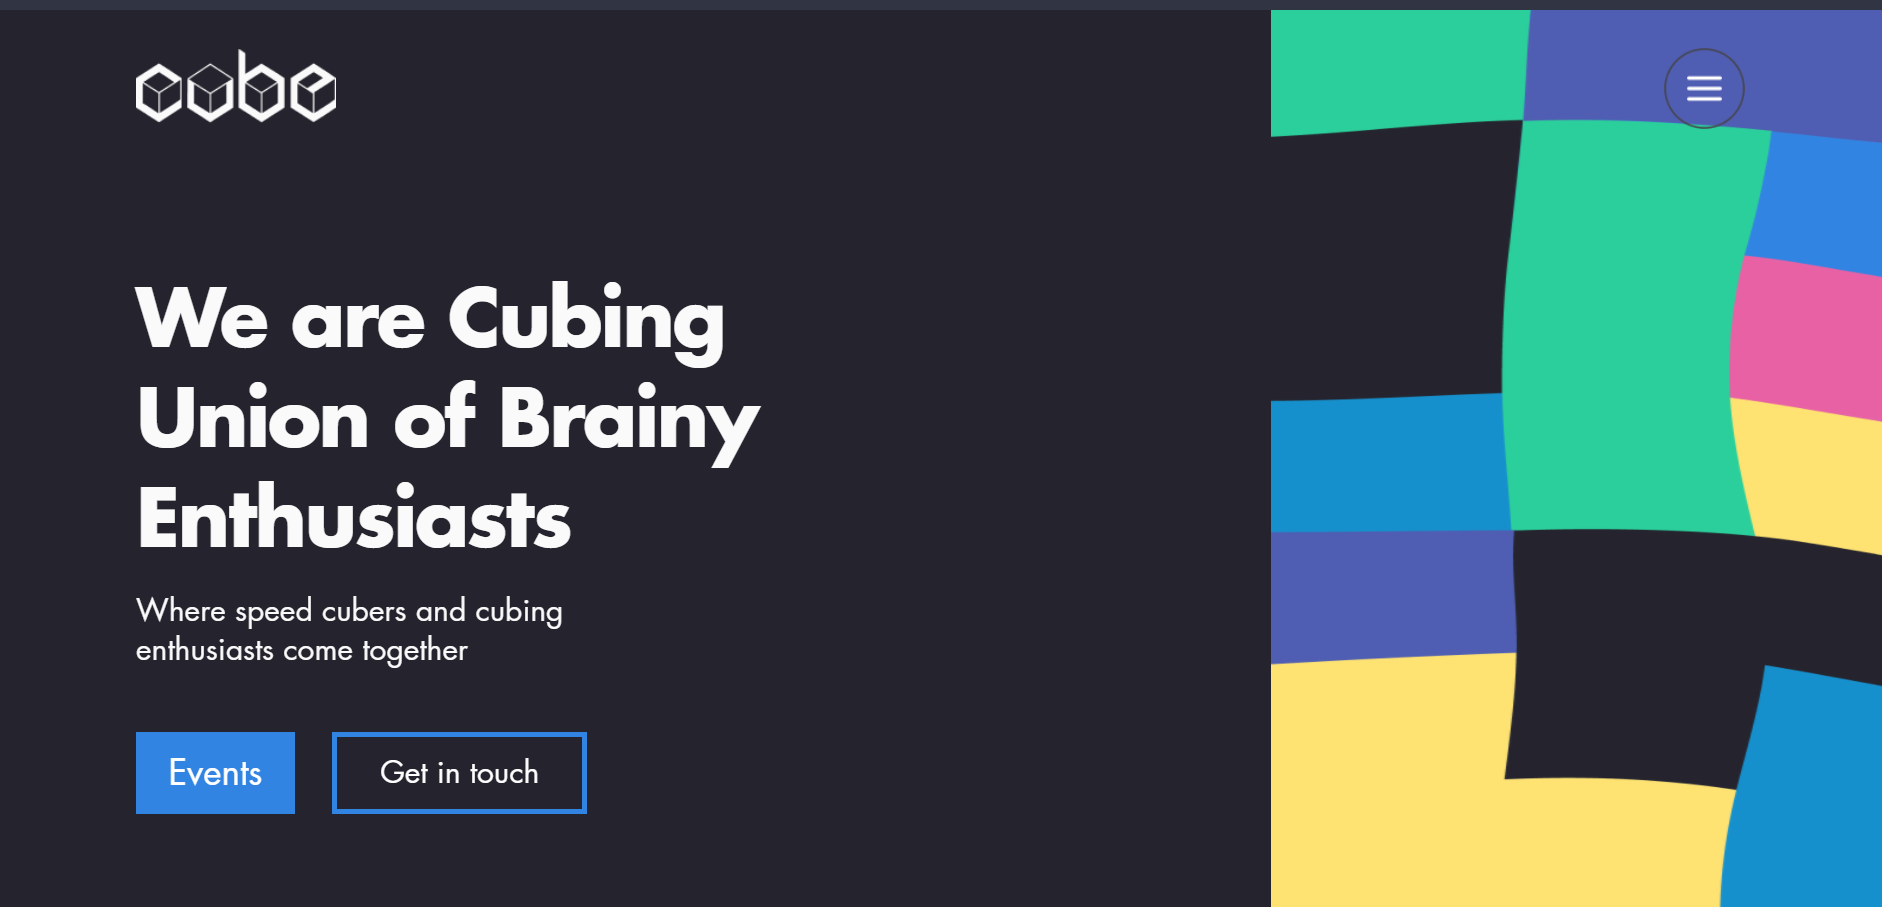 cube
We are Cubing
Union of Brainy
Enthusiasts
Where speed cubers and cubing
enthusiasts come together
Events
Get in touch